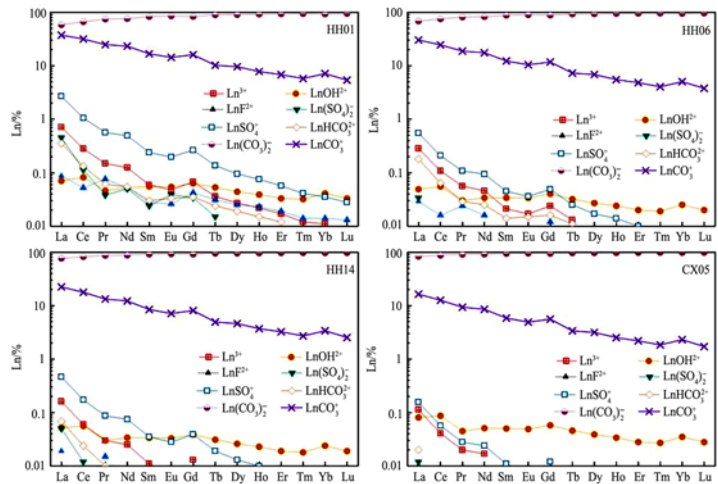 HH01
100
10
1
0.1
0.01
Ln/%
Ln³⁺ LnOH²⁺
LnF²⁺ Ln(SO₄)₂⁻
LnSO₄⁺ LnHCO₃²⁺
Ln(CO₃)₂⁻ LnCO₃⁺
La Ce Pr Nd Sm Eu Gd Tb Dy Ho Er Tm Yb Lu
HH06
100
10
1
0.1
0.01
Ln/%
Ln³⁺ LnOH²⁺
LnF²⁺ Ln(SO₄)₂⁻
LnSO₄⁺ LnHCO₃²⁺
Ln(CO₃)₂⁻ LnCO₃⁺
La Ce Pr Nd Sm Eu Gd Tb Dy Ho Er Tm Yb Lu
HH14
100
10
1
0.1
0.01
Ln/%
Ln³⁺ LnOH²⁺
LnF²⁺ Ln(SO₄)₂⁻
LnSO₄⁺ LnHCO₃²⁺
Ln(CO₃)₂⁻ LnCO₃⁺
La Ce Pr Nd Sm Eu Gd Tb Dy Ho Er Tm Yb Lu
CX05
100
10
1
0.1
0.01
Ln/%
Ln³⁺ LnOH²⁺
LnF²⁺ Ln(SO₄)₂⁻
LnSO₄⁺ LnHCO₃²⁺
Ln(CO₃)₂⁻ LnCO₃⁺
La Ce Pr Nd Sm Eu Gd Tb Dy Ho Er Tm Yb Lu